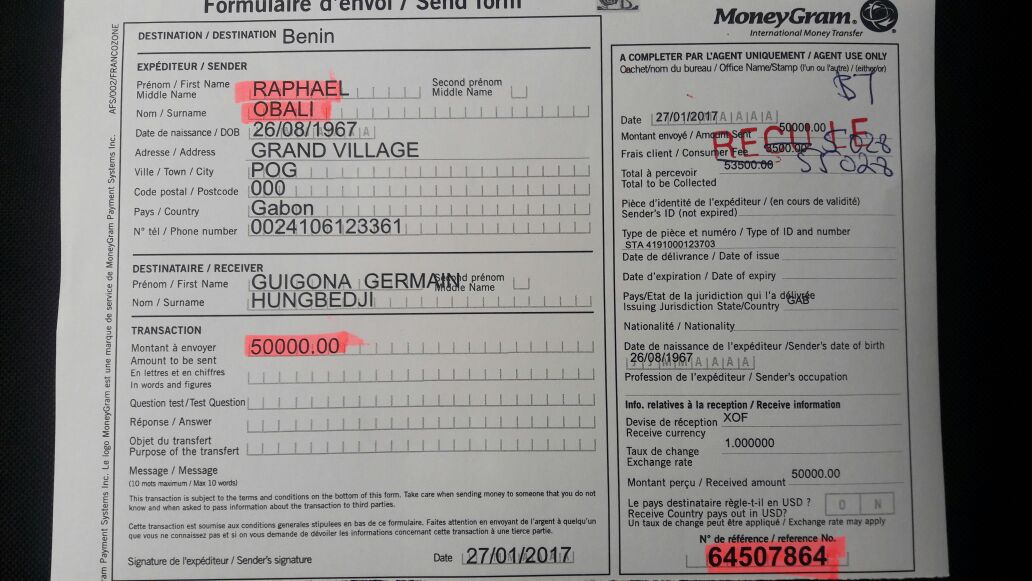 Formulaire d'envoi / Send form
AFS/002/FRANCOZONE
DESTINATION / DESTINATION Benin
EXPÉDITEUR / SENDER
Prénom / First Name RAPHAEL Second prénom
Middle Name Middle Name
Nom / Surname OBALI
Date de naissance / DOB 26/08/1967 A
Adresse / Address GRAND VILLAGE
Ville / Town / City POG
Code postal / Postcode 000
Pays / Country Gabon
N° tél / Phone number 0024106123361
DESTINATAIRE / RECEIVER
Prénom / First Name GUIGONA GERMAIN Second prénom
Middle Name
Nom / Surname HUNGBEDJI
TRANSACTION
Montant à envoyer 50000.00
Amount to be sent
En lettres et en chiffres
In words and figures
Question test/Test Question
Réponse / Answer
Objet du transfert
Purpose of the transfert
Message / Message
(10 mots maximum / Max 10 words)
This transaction is subject to the terms and conditions on the bottom of this form. Take care when sending money to someone that you do not
know and when asked to pass information about the transaction to third parties.
Cette transaction est soumise aux conditions generales stipulees en bas de ce formulaire. Faites attention en envoyant de l'argent à quelqu'un
que vous ne connaissez pas et si on vous demande de dévoiler les informations concernant cette transaction à une tierce partie.
Signature de l'expéditeur / Sender's signature Date 27/01/2017
am Payment Systems Inc. Le logo MoneyGram est une marque de service de MoneyGram Payment Systems Inc.
MoneyGram.
International Money Transfer
A COMPLETER PAR L'AGENT UNIQUEMENT / AGENT USE ONLY
Cachet/nom du bureau / Office Name/Stamp (l'un ou l'autre) / (either/or)
$7
Date 27/01/2017 A A A A
Montant envoyé / Amount Sent 50000.00
REÇU LE
Frais client / Consumer Fee 3500.00 5 028
Total à percevoir 53500.00 55 028
Total to be Collected
Pièce d'identité de l'expéditeur / (en cours de validité)
Sender's ID (not expired)
Type de pièce et numéro / Type of ID and number
STA 4191000123703
Date de délivrance / Date of issue
Date d'expiration / Date of expiry
Pays/Etat de la juridiction qui l'a délivrée
Issuing Jurisdiction State/Country GAB
Nationalité / Nationality
Date de naissance de l'expéditeur /Sender's date of birth
26/08/1967
J J M M A A A A
Profession de l'expéditeur / Sender's occupation
Info. relatives à la réception / Receive information
Devise de réception XOF
Receive currency
Taux de change 1.000000
Exchange rate
Montant perçu / Received amount 50000.00
Le pays destinataire règle-t-il en USD ? O N
Receive Country pays out in USD?
Un taux de change peut être appliqué / Exchange rate may apply
N° de référence / reference No.
64507864